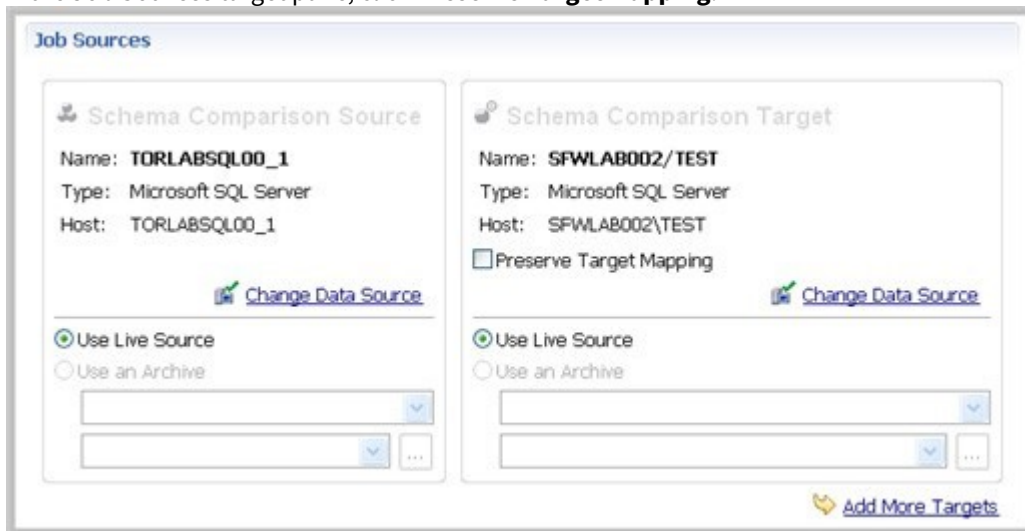 Job Sources
Schema Comparison Source
Name: TORLABSQL00_1
Type: Microsoft SQL Server
Host: TORLABSQL00_1
Change Data Source
Use Live Source
Use an Archive
...
Schema Comparison Target
Name: SFWLAB002/TEST
Type: Microsoft SQL Server
Host: SFWLAB002\TEST
Preserve Target Mapping
Change Data Source
Use Live Source
Use an Archive
...
Add More Targets